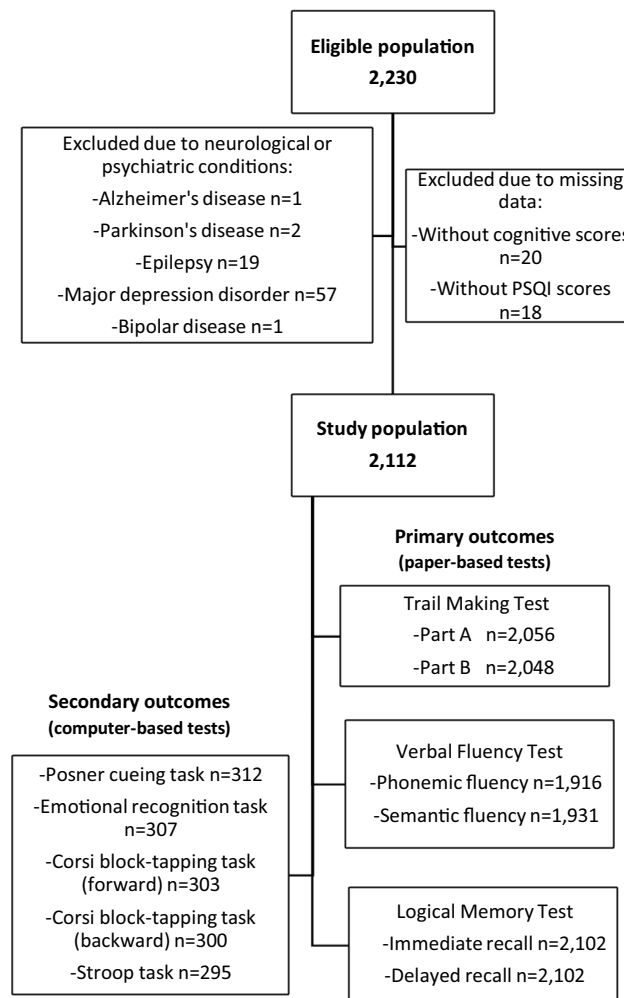 Eligible population
2,230
Excluded due to neurological or
psychiatric conditions:
-Alzheimer's disease n=1
-Parkinson's disease n=2
-Epilepsy n=19
-Major depression disorder n=57
-Bipolar disease n=1
Excluded due to missing
data:
-Without cognitive scores
n=20
-Without PSQI scores
n=18
Study population
2,112
Primary outcomes
(paper-based tests)
Trail Making Test
-Part A n=2,056
-Part B n=2,048
Verbal Fluency Test
-Phonemic fluency n=1,916
-Semantic fluency n=1,931
Logical Memory Test
-Immediate recall n=2,102
-Delayed recall n=2,102
Secondary outcomes
(computer-based tests)
-Posner cueing task n=312
-Emotional recognition task
n=307
-Corsi block-tapping task
(forward) n=303
-Corsi block-tapping task
(backward) n=300
-Stroop task n=295